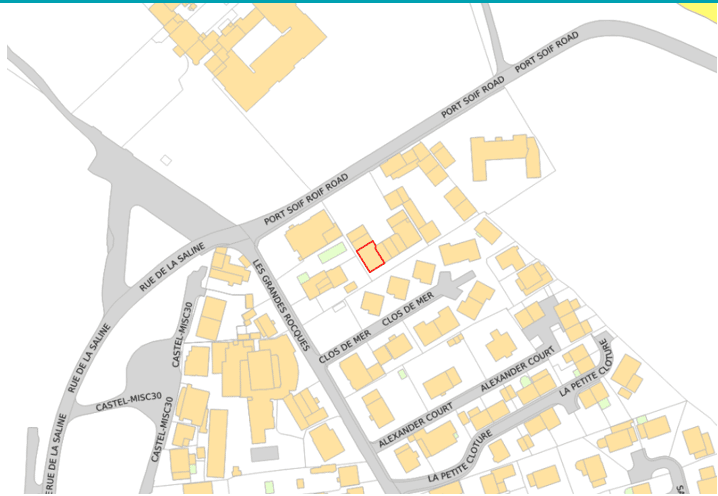 PORT SOIF ROAD
PORT SOIF ROAD
PORT SOIF ROIF ROAD
RUE DE LA SALINE
LES GRANDES ROCQUES
CASTEL-MISC30
CLOS DE MER
CLOS DE MER
RUE DE LA SALINE
ALEXANDER COURT
LA PETITE CLOTURE
CASTEL-MISC30
CASTEL-MISC30
ALEXANDER COURT
RUE DE LA SALINE
LA PETITE CLOTURE